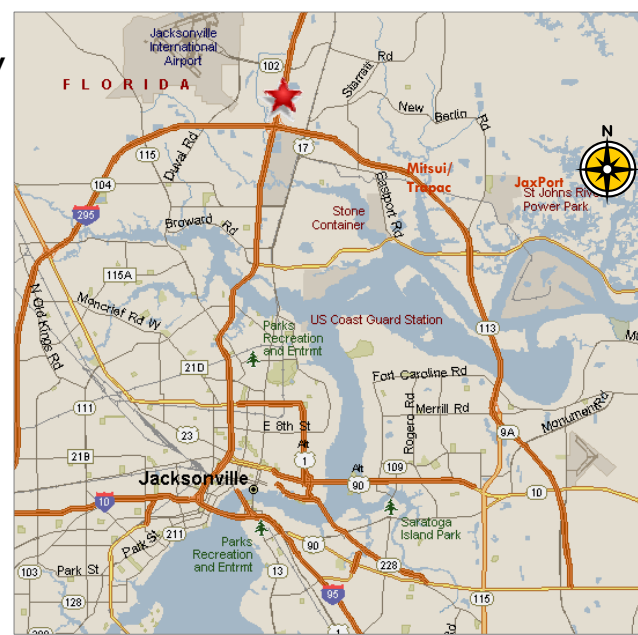 Jacksonville
International
Airport
FLORIDA
102
Starratt Rd
New Berlin Rd
115
Duval Rd
17
N
Mitsui/
Trapac
JaxPort
St Johns Riv
Power Park
104
295
Broward Rd
Stone
Container
Eastport Rd
115A
N Old Kings Rd
Moncrief Rd W
US Coast Guard Station
113
Parks
Recreation
and Entrmt
21D
Fort Caroline Rd
Merrill Rd
Rogero Rd
Monument Rd
111
23
E 8th St
Alt
1
9A
21B
Jacksonville
Alt
90
109
10
10
Saratoga
Island Park
211
Park St
Parks
Recreation
and Entrmt
90
103
Park St
13
228
128
95
115
1
Rd